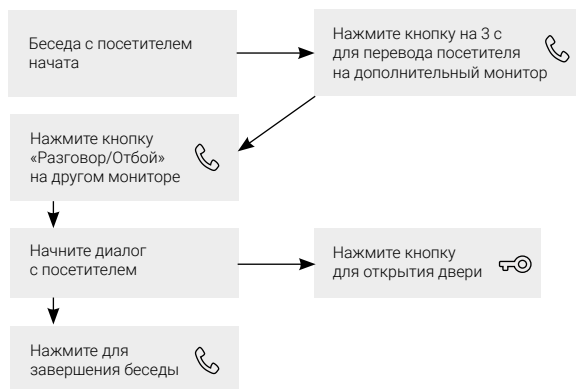 Беседа с посетителем
начата
Нажмите кнопку на 3 с
для перевода посетителя
на дополнительный монитор
Нажмите кнопку
«Разговор/Отбой»
на другом мониторе
Начните диалог
с посетителем
Нажмите кнопку
для открытия двери
Нажмите для
завершения беседы